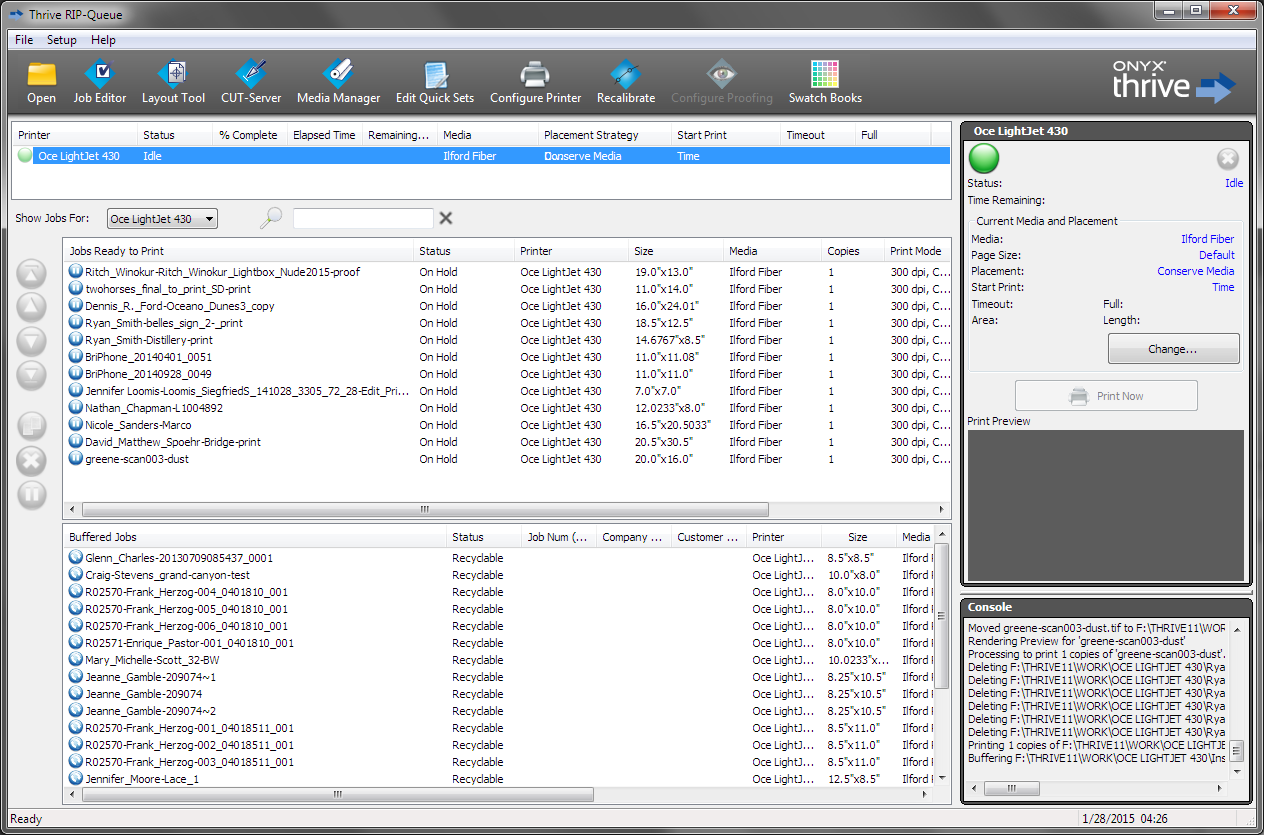 Thrive RIP-Queue
File Setup Help
Open Job Editor Layout Tool CUT-Server Media Manager Edit Quick Sets Configure Printer Recalibrate Configure Proofing Swatch Books
ONYX
thrive
Printer Status % Complete Elapsed Time Remaining... Media Placement Strategy Start Print Timeout Full
Oce LightJet 430 Idle Ilford Fiber Conserve Media Time
Show Jobs For: Oce LightJet 430
Jobs Ready to Print Status Printer Size Media Copies Print Mode
Ritch_Winokur-Ritch_Winokur_Lightbox_Nude2015-proof On Hold Oce LightJet 430 19.0"x13.0" Ilford Fiber 1 300 dpi, C...
twohorses_final_to_print_SD-print On Hold Oce LightJet 430 11.0"x14.0" Ilford Fiber 1 300 dpi, C...
Dennis_R._Ford-Oceano_Dunes3_copy On Hold Oce LightJet 430 16.0"x24.01" Ilford Fiber 1 300 dpi, C...
Ryan_Smith-belles_sign_2-_print On Hold Oce LightJet 430 18.5"x12.5" Ilford Fiber 1 300 dpi, C...
Ryan_Smith-Distillery-print On Hold Oce LightJet 430 14.6767"x8.5" Ilford Fiber 1 300 dpi, C...
BriPhone_20140401_0051 On Hold Oce LightJet 430 11.0"x11.08" Ilford Fiber 1 300 dpi, C...
BriPhone_20140928_0049 On Hold Oce LightJet 430 11.0"x11.0" Ilford Fiber 1 300 dpi, C...
Jennifer Loomis-Loomis_SiegfriedS_141028_3305_72_28-Edit_Pri... On Hold Oce LightJet 430 7.0"x7.0" Ilford Fiber 1 300 dpi, C...
Nathan_Chapman-L1004892 On Hold Oce LightJet 430 12.0233"x8.0" Ilford Fiber 1 300 dpi, C...
Nicole_Sanders-Marco On Hold Oce LightJet 430 16.5"x20.5033" Ilford Fiber 1 300 dpi, C...
David_Matthew_Spoehr-Bridge-print On Hold Oce LightJet 430 20.5"x30.5" Ilford Fiber 1 300 dpi, C...
greene-scan003-dust On Hold Oce LightJet 430 20.0"x16.0" Ilford Fiber 1 300 dpi, C...
Buffered Jobs Status Job Num (... Company ... Customer ... Printer Size Media
Glenn_Charles-20130709085437_0001 Recyclable Oce LightJ... 8.5"x8.5" Ilford F
Craig-Stevens_grand-canyon-test Recyclable Oce LightJ... 10.0"x8.0" Ilford F
R02570-Frank_Herzog-004_0401810_001 Recyclable Oce LightJ... 8.0"x10.0" Ilford F
R02570-Frank_Herzog-005_0401810_001 Recyclable Oce LightJ... 8.0"x10.0" Ilford F
R02570-Frank_Herzog-006_0401810_001 Recyclable Oce LightJ... 8.0"x10.0" Ilford F
R02571-Enrique_Pastor-001_0401810_001 Recyclable Oce LightJ... 8.0"x10.0" Ilford F
Mary_Michelle-Scott_32-BW Recyclable Oce LightJ... 10.0233"x... Ilford F
Jeanne_Gamble-209074~1 Recyclable Oce LightJ... 8.25"x10.5" Ilford F
Jeanne_Gamble-209074 Recyclable Oce LightJ... 8.25"x10.5" Ilford F
Jeanne_Gamble-209074~2 Recyclable Oce LightJ... 8.25"x10.5" Ilford F
R02570-Frank_Herzog-001_04018511_001 Recyclable Oce LightJ... 8.5"x11.0" Ilford F
R02570-Frank_Herzog-002_04018511_001 Recyclable Oce LightJ... 8.5"x11.0" Ilford F
R02570-Frank_Herzog-003_04018511_001 Recyclable Oce LightJ... 8.5"x11.0" Ilford F
Jennifer_Moore-Lace_1 Recyclable Oce LightJ... 12.5"x8.5" Ilford F
Oce LightJet 430
Status: Idle
Time Remaining:
Current Media and Placement
Media: Ilford Fiber
Page Size: Default
Placement: Conserve Media
Start Print: Time
Timeout: Full:
Area: Length:
Change...
Print Now
Print Preview
Console
Moved greene-scan003-dust.tif to F:\THRIVE11\WOR
Rendering Preview for 'greene-scan003-dust'
Processing to print 1 copies of 'greene-scan003-dust'.
Deleting F:\THRIVE11\WORK\OCE LIGHTJET 430\Rya
Deleting F:\THRIVE11\WORK\OCE LIGHTJET 430\Rya
Deleting F:\THRIVE11\WORK\OCE LIGHTJET 430\Rya
Deleting F:\THRIVE11\WORK\OCE LIGHTJET 430\Rya
Deleting F:\THRIVE11\WORK\OCE LIGHTJET 430\Rya
Deleting F:\THRIVE11\WORK\OCE LIGHTJET 430\Rya
Printing 1 copies of F:\THRIVE11\WORK\OCE LIGHTJE
Buffering F:\THRIVE11\WORK\OCE LIGHTJET 430\Ins
Ready 1/28/2015 04:26